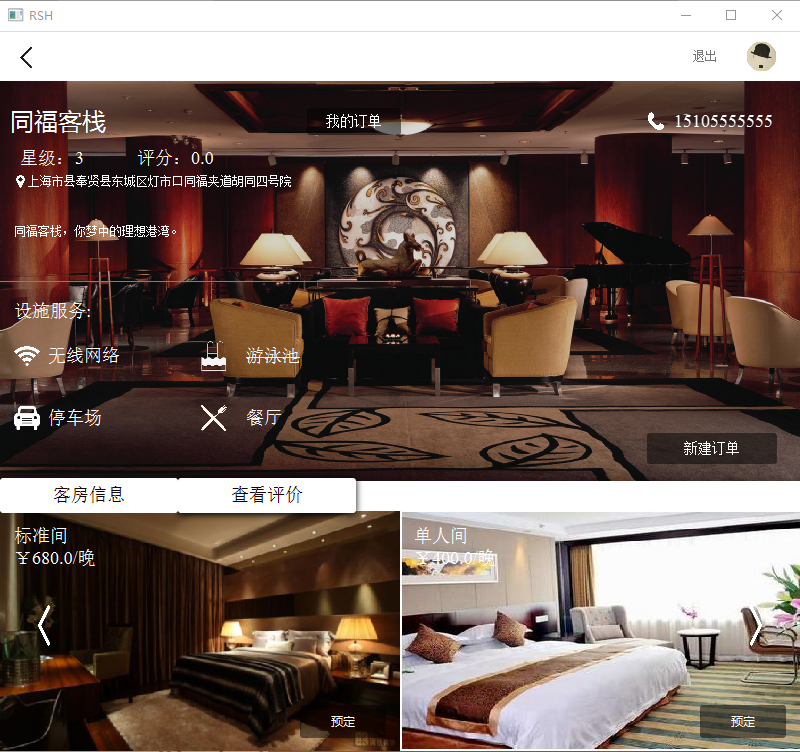 RSH
退出
同福客栈
我的订单
13105555555
星级：3 评分：0.0
上海市县奉贤县东城区灯市口同福夹道胡同四号院
同福客栈，你梦中的理想港湾。
设施服务:
无线网络 游泳池
停车场 餐厅
新建订单
客房信息 查看评价
标准间
￥680.0/晚
预定
单人间
￥400.0/晚
预定